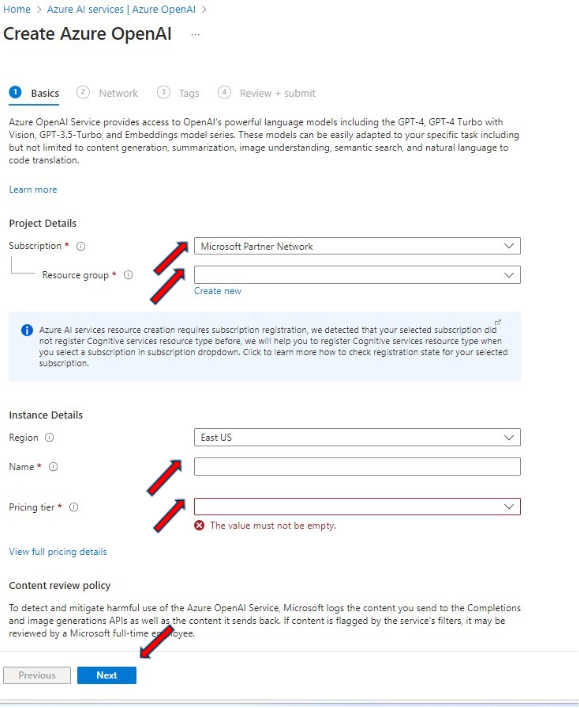 Home > Azure AI services | Azure OpenAI >
Create Azure OpenAI ...
1 Basics 2 Network 3 Tags 4 Review + submit
Azure OpenAI Service provides access to OpenAI's powerful language models including the GPT-4, GPT-4 Turbo with
Vision, GPT-3.5-Turbo, and Embeddings model series. These models can be easily adapted to your specific task including
but not limited to content generation, summarization, image understanding, semantic search, and natural language to
code translation.
Learn more
Project Details
Subscription *
Microsoft Partner Network
Resource group *
Create new
Azure AI services resource creation requires subscription registration, we detected that your selected subscription did
not register Cognitive services resource type before, we will help you to register Cognitive services resource type when
you select a subscription in subscription dropdown. Click to learn more how to check registration state for your selected
subscription.
Instance Details
Region
East US
Name *
Pricing tier *
The value must not be empty.
View full pricing details
Content review policy
To detect and mitigate harmful use of the Azure OpenAI Service, Microsoft logs the content you send to the Completions
and image generations APIs as well as the content it sends back. If content is flagged by the service's filters, it may be
reviewed by a Microsoft full-time employee.
Previous Next